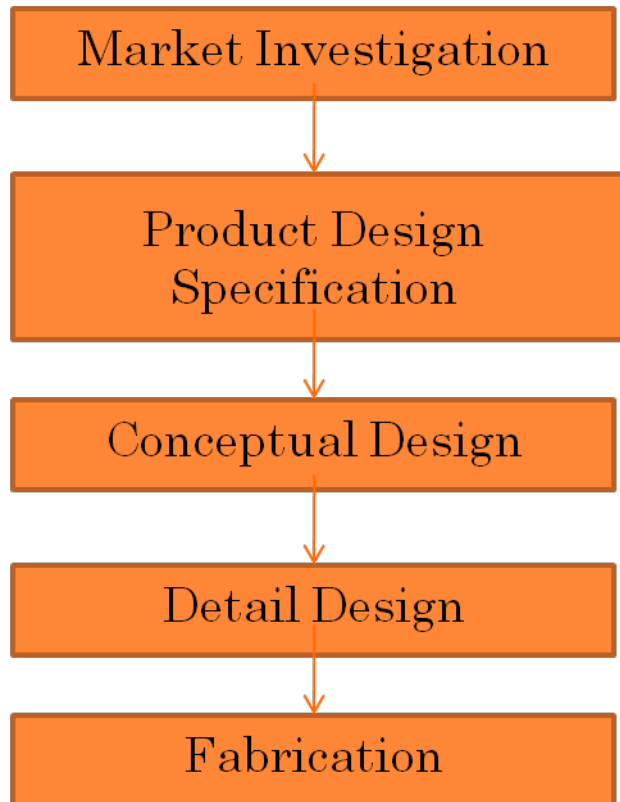 Market Investigation
Product Design
Specification
Conceptual Design
Detail Design
Fabrication